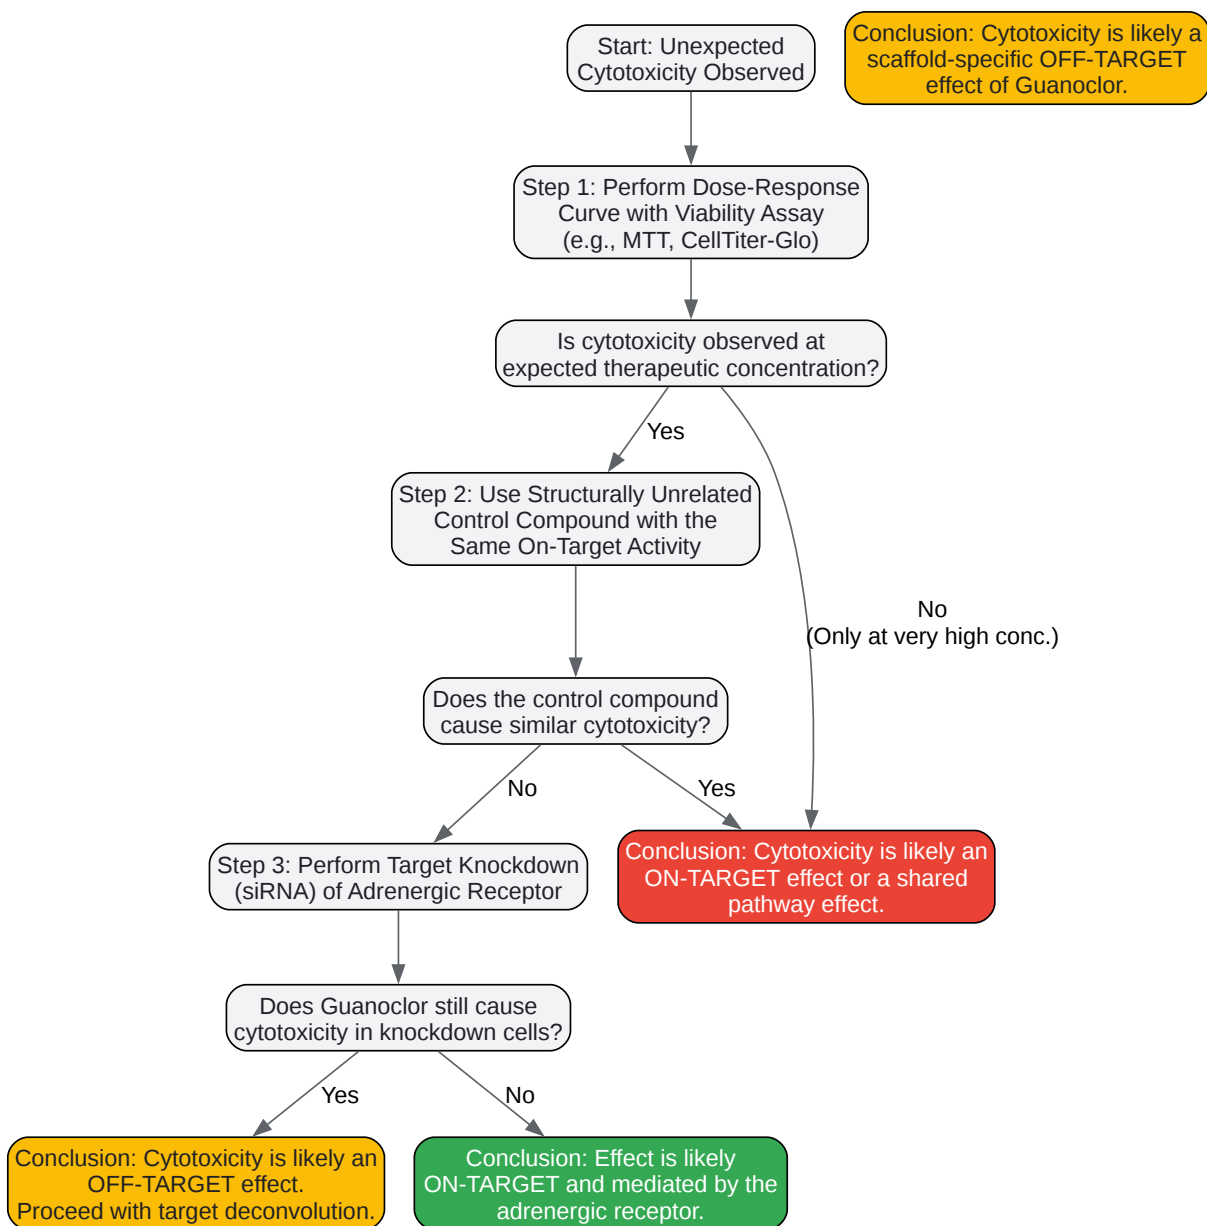 Start: Unexpected
Cytotoxicity Observed
Conclusion: Cytotoxicity is likely a
scaffold-specific OFF-TARGET
effect of Guanoclor.
Step 1: Perform Dose-Response
Curve with Viability Assay
(e.g., MTT, CellTiter-Glo)
Is cytotoxicity observed at
expected therapeutic concentration?
Yes
Step 2: Use Structurally Unrelated
Control Compound with the
Same On-Target Activity
No
(Only at very high conc.)
Does the control compound
cause similar cytotoxicity?
No
Yes
Step 3: Perform Target Knockdown
(siRNA) of Adrenergic Receptor
Conclusion: Cytotoxicity is likely an
ON-TARGET effect or a shared
pathway effect.
Does Guanoclor still cause
cytotoxicity in knockdown cells?
Yes
No
Conclusion: Cytotoxicity is likely an
OFF-TARGET effect.
Proceed with target deconvolution.
Conclusion: Effect is likely
ON-TARGET and mediated by the
adrenergic receptor.